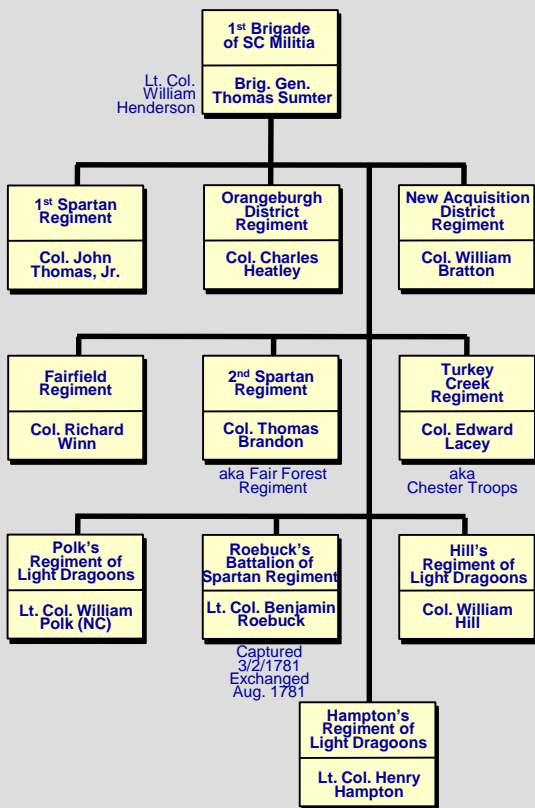 1st Brigade
of SC Militia
Lt. Col.
William
Henderson
Brig. Gen.
Thomas Sumter
1st Spartan
Regiment
Col. John
Thomas, Jr.
Orangeburgh
District
Regiment
Col. Charles
Heatley
New Acquisition
District
Regiment
Col. William
Bratton
Fairfield
Regiment
Col. Richard
Winn
2nd Spartan
Regiment
Col. Thomas
Brandon
aka Fair Forest
Regiment
Turkey
Creek
Regiment
Col. Edward
Lacey
aka
Chester Troops
Polk's
Regiment of
Light Dragoons
Lt. Col. William
Polk (NC)
Roebuck's
Battalion of
Spartan Regiment
Lt. Col. Benjamin
Roebuck
Captured
3/2/1781
Exchanged
Aug. 1781
Hill's
Regiment of
Light Dragoons
Col. William
Hill
Hampton's
Regiment of
Light Dragoons
Lt. Col. Henry
Hampton